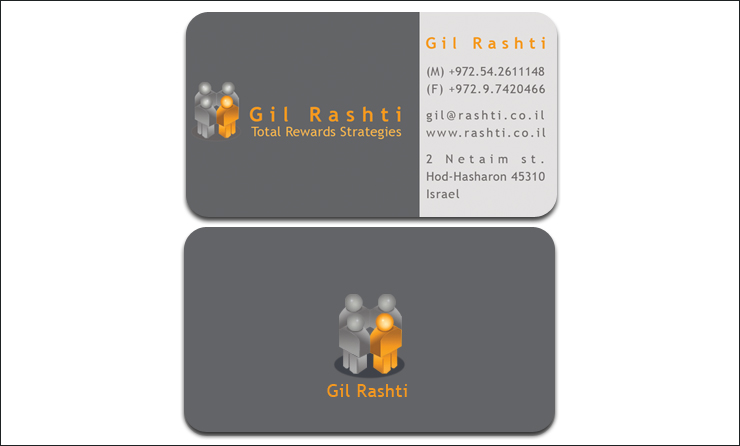 Gil Rashti
Total Rewards Strategies
Gil Rashti
(M) +972.54.2611148
(F) +972.9.7420466
gil@rashti.co.il
www.rashti.co.il
2 Netaim st.
Hod-Hasharon 45310
Israel
Gil Rashti